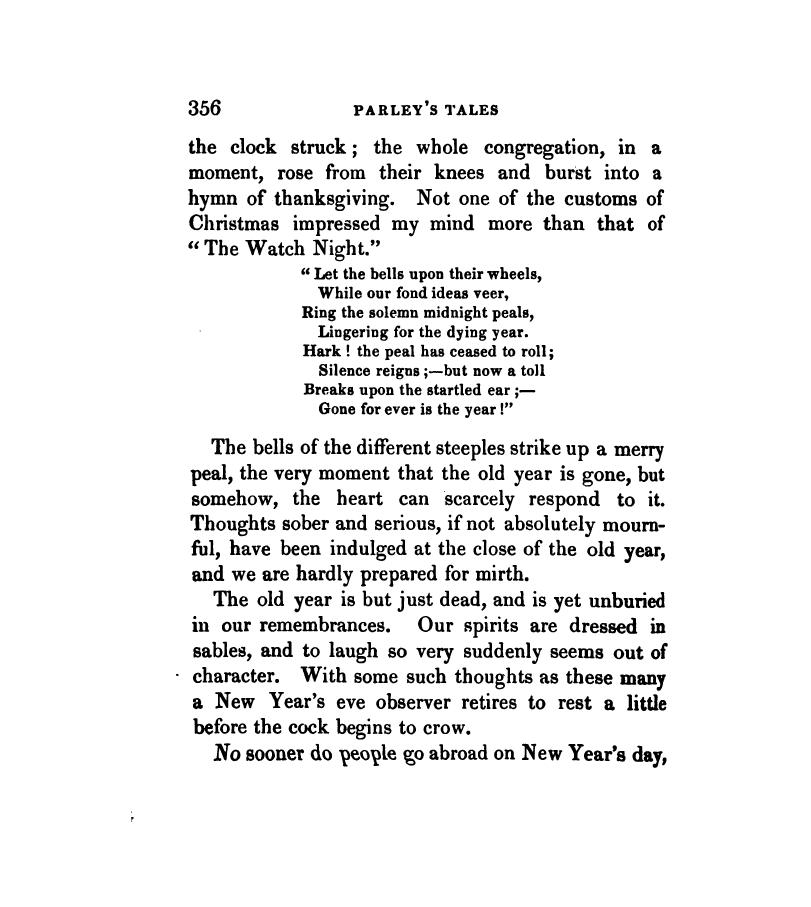 356 PARLEY'S TALES
the clock struck; the whole congregation, in a
moment, rose from their knees and burst into a
hymn of thanksgiving. Not one of the customs of
Christmas impressed my mind more than that of
“The Watch Night.”
“Let the bells upon their wheels,
While our fond ideas veer,
Ring the solemn midnight peals,
Lingering for the dying year.
Hark! the peal has ceased to roll;
Silence reigns;—but now a toll
Breaks upon the startled ear;—
Gone for ever is the year!”
The bells of the different steeples strike up a merry
peal, the very moment that the old year is gone, but
somehow, the heart can scarcely respond to it.
Thoughts sober and serious, if not absolutely mourn-
ful, have been indulged at the close of the old year,
and we are hardly prepared for mirth.
The old year is but just dead, and is yet unburied
in our remembrances. Our spirits are dressed in
sables, and to laugh so very suddenly seems out of
character. With some such thoughts as these many
a New Year's eve observer retires to rest a little
before the cock begins to crow.
No sooner do people go abroad on New Year's day,